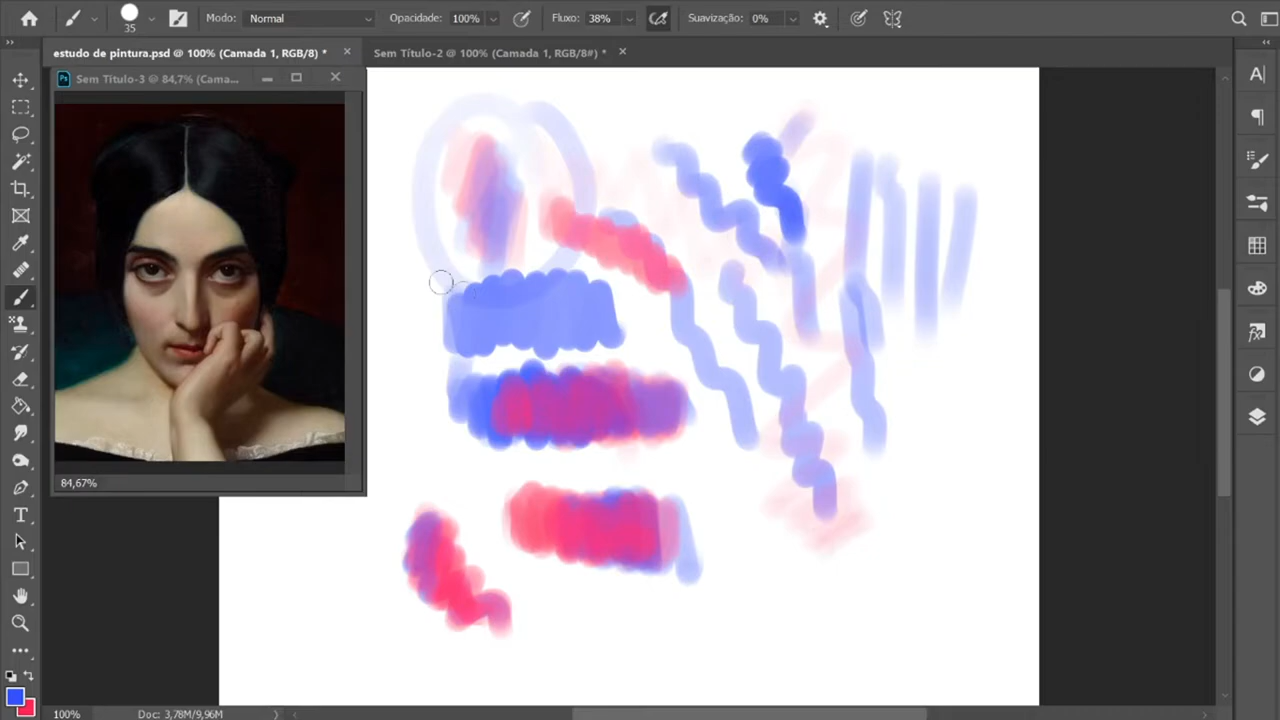 35 Modo: Normal Opacidade: 100% Fluxo: 38% Suavização: 0%
estudo de pintura.psd @ 100% (Camada 1, RGB/8) * Sem Título-2 @ 100% (Camada 1, RGB/8#) *
Ps Sem Título-3 @ 84,7% (Cama...
84,67%
100% Doc: 3,78M/9,96M